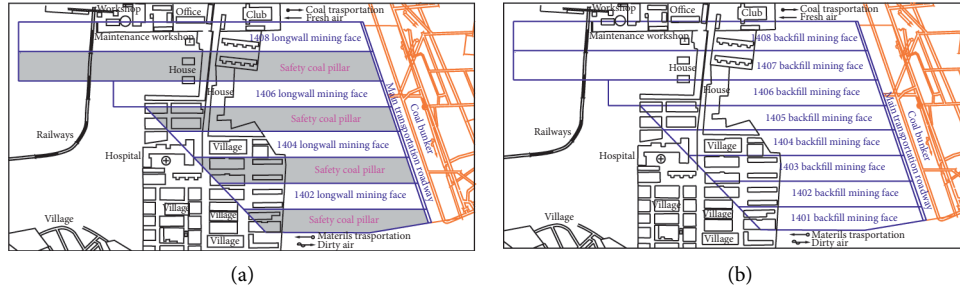 Workshop
Office
Club
Coal trasportation
Fresh air
Maintenance workshop
1408 longwall mining face
House
Safety coal pillar
House
1406 longwall mining face
Safety coal pillar
Railways
Village
1404 longwall mining face
Hospital
Safety coal pillar
1402 longwall mining face
Village
Village
Village
Village
Safety coal pillar
Village
Materils trasportation
Dirty air
Main transportation roadway
Coal bunker
(a)
Workshop
Office
Club
Coal trasportation
Fresh air
Maintenance workshop
1408 backfill mining face
House
1407 backfill mining face
House
1406 backfill mining face
1405 backfill mining face
Railways
Village
1404 backfill mining face
Hospital
1403 backfill mining face
1402 backfill mining face
Village
Village
Village
Village
1401 backfill mining face
Village
Materils trasportation
Dirty air
Main transportation roadway
Coal bunker
(b)